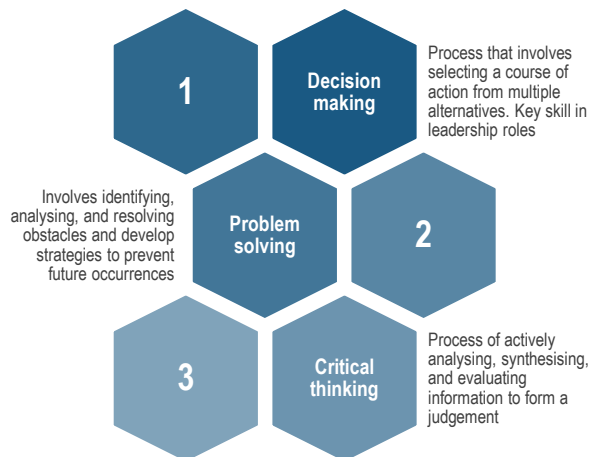 1
Decision
making
Process that involves
selecting a course of
action from multiple
alternatives. Key skill in
leadership roles
Involves identifying,
analysing, and resolving
obstacles and develop
strategies to prevent
future occurrences
Problem
solving
2
3
Critical
thinking
Process of actively
analysing, synthesising,
and evaluating
information to form a
judgement